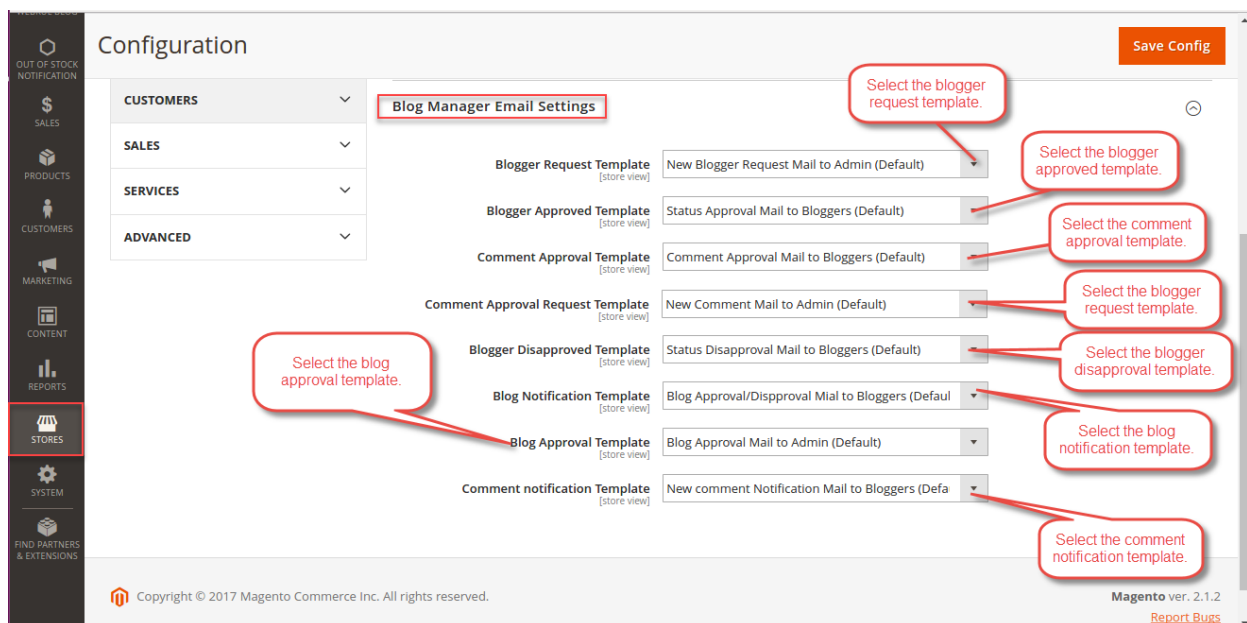 OUT OF STOCK
NOTIFICATION
$
SALES
PRODUCTS
CUSTOMERS
MARKETING
CONTENT
REPORTS
STORES
SYSTEM
FIND PARTNERS
& EXTENSIONS
Configuration
Save Config
CUSTOMERS
SALES
SERVICES
ADVANCED
Blog Manager Email Settings
Select the blogger
request template.
Blogger Request Template
[store view]
New Blogger Request Mail to Admin (Default)
Select the blogger
approved template.
Blogger Approved Template
[store view]
Status Approval Mail to Bloggers (Default)
Select the comment
approval template.
Comment Approval Template
[store view]
Comment Approval Mail to Bloggers (Default)
Select the blogger
request template.
Comment Approval Request Template
[store view]
New Comment Mail to Admin (Default)
Select the blogger
disapproval template.
Blogger Disapproved Template
[store view]
Status Disapproval Mail to Bloggers (Default)
Select the blog
approval template.
Blog Notification Template
[store view]
Blog Approval/Dispproval Mial to Bloggers (Defaul
Select the blog
notification template.
Blog Approval Template
[store view]
Blog Approval Mail to Admin (Default)
Comment notification Template
[store view]
New comment Notification Mail to Bloggers (Defa
Select the comment
notification template.
Copyright © 2017 Magento Commerce Inc. All rights reserved.
Magento ver. 2.1.2
Report Bugs